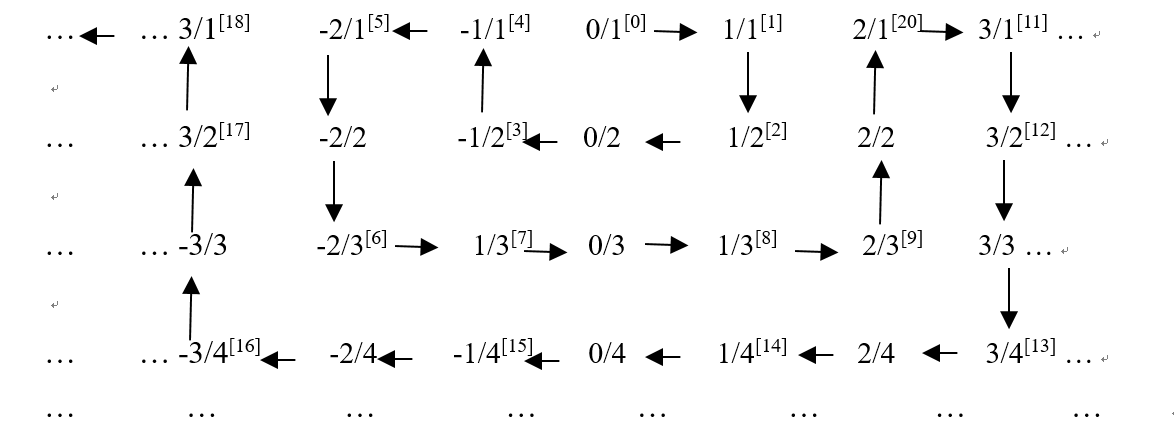 … … 3/1[18] -2/1[5] -1/1[4] 0/1[0] 1/1[1] 2/1[20] 3/1[11] …
… … 3/2[17] -2/2 -1/2[3] 0/2 1/2[2] 2/2 3/2[12] …
… … -3/3 -2/3[6] 1/3[7] 0/3 1/3[8] 2/3[9] 3/3 …
… … -3/4[16] -2/4 -1/4[15] 0/4 1/4[14] 2/4 3/4[13] …
… … … … … … … …